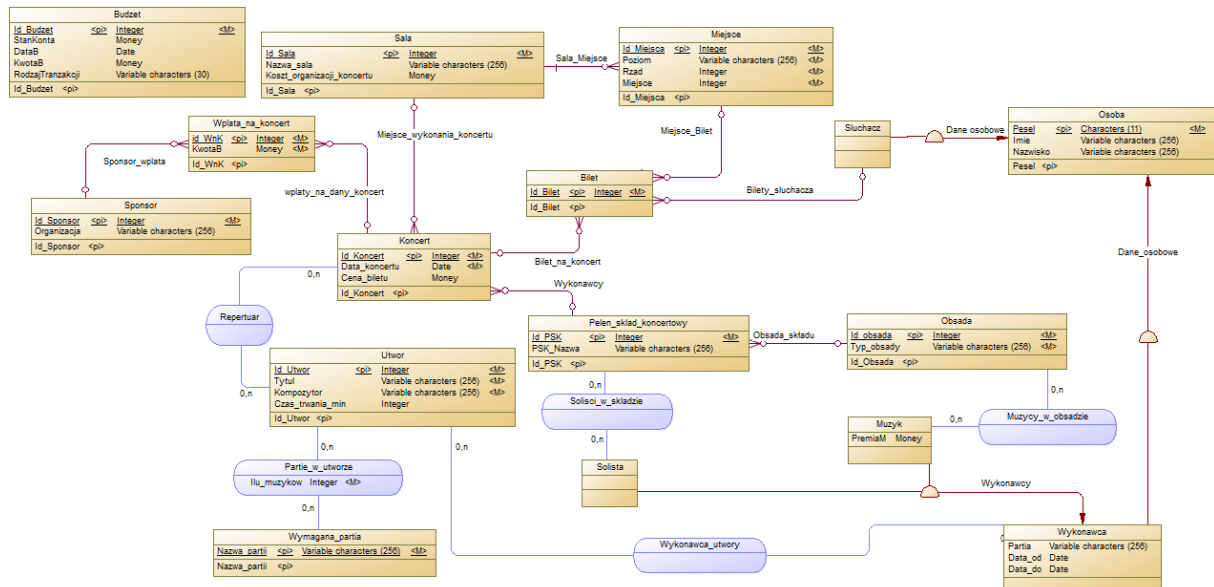 Budzet
Id_Budzet <pi> Integer <M>
StanKonta Money
DataB Date
KwotaB Money
RodzajTranzakcji Variable characters (30)
Id_Budzet <pi>
Sala
Id_Sala <pi> Integer <M>
Nazwa_sala Variable characters (256)
Koszt_organizacji_koncertu Money
Id_Sala <pi>
Sala_Miejsce
Miejsce
Id_Miejsca <pi> Integer <M>
Poziom Variable characters (256) <M>
Rzad Integer <M>
Miejsce Integer <M>
Id_Miejsca <pi>
Wplata_na_koncert
id_WnK <pi> Integer <M>
KwotaB Money <M>
Id_WnK <pi>
Miejsce_wykonania_koncertu
Miejsce_Bilet
Sluchacz
Dane osobowe
Osoba
Pesel <pi> Characters (11) <M>
Imie Variable characters (256)
Nazwisko Variable characters (256)
Pesel <pi>
Sponsor_wplata
wplaty_na_dany_koncert
Bilet
Id_Bilet <pi> Integer <M>
Id_Bilet <pi>
Bilety_sluchacza
Sponsor
Id_Sponsor <pi> Integer <M>
Organizacja Variable characters (256)
Id_Sponsor <pi>
Koncert
Id_Koncert <pi> Integer <M>
Data_koncertu Date <M>
Cena_biletu Money
Id_Koncert <pi>
Bilet_na_koncert
Dane_osobowe
0,n
Wykonawcy
Repertuar
Pelen_sklad_koncertowy
Id_PSK <pi> Integer <M>
PSK_Nazwa Variable characters (256)
Id_PSK <pi>
Obsada_składu
Obsada
Id_obsada <pi> Integer <M>
Typ_obsady Variable characters (256) <M>
Id_Obsada <pi>
Utwor
Id_Utwor <pi> Integer <M>
Tytul Variable characters (256) <M>
Kompozytor Variable characters (256) <M>
Czas_trwania_min Integer
Id_Utwor <pi>
0,n
0,n
Solisci_w_skladzie
0,n
0,n
Muzycy_w_obsadzie
0,n
Muzyk
PremiaM Money
0,n
0,n
Partie_w_utworze
Ilu_muzykow Integer <M>
0,n
Solista
Wykonawcy
0,n
Wymagana_partia
Nazwa_partii <pi> Variable characters (256) <M>
Nazwa_partii <pi>
Wykonawca_utwory
Wykonawca
Partia Variable characters (256)
Data_od Date
Data_do Date